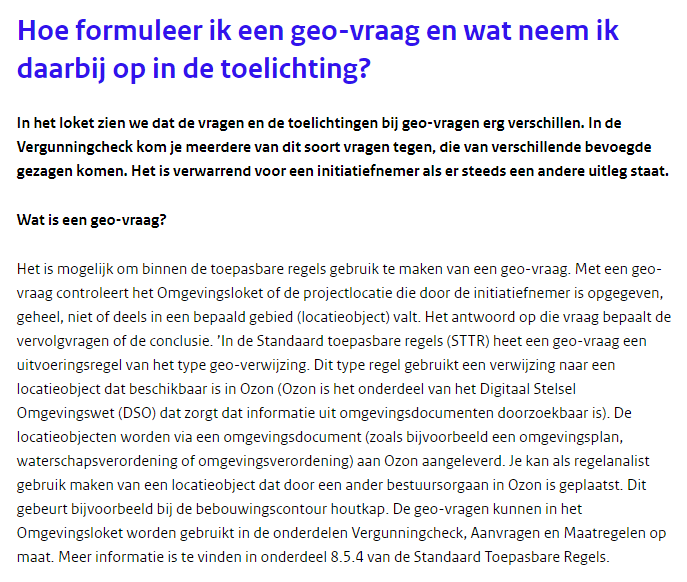 Hoe formuleer ik een geo-vraag en wat neem ik
daarbij op in de toelichting?
In het loket zien we dat de vragen en de toelichtingen bij geo-vragen erg verschillen. In de
Vergunningcheck kom je meerdere van dit soort vragen tegen, die van verschillende bevoegde
gezagen komen. Het is verwarrend voor een initiatiefnemer als er steeds een andere uitleg staat.
Wat is een geo-vraag?
Het is mogelijk om binnen de toepasbare regels gebruik te maken van een geo-vraag. Met een geo-
vraag controleert het Omgevingsloket of de projectlocatie die door de initiatiefnemer is opgegeven,
geheel, niet of deels in een bepaald gebied (locatieobject) valt. Het antwoord op die vraag bepaalt de
vervolgvragen of de conclusie. 'In de Standaard toepasbare regels (STTR) heet een geo-vraag een
uitvoeringsregel van het type geo-verwijzing. Dit type regel gebruikt een verwijzing naar een
locatieobject dat beschikbaar is in Ozon (Ozon is het onderdeel van het Digitaal Stelsel
Omgevingswet (DSO) dat zorgt dat informatie uit omgevingsdocumenten doorzoekbaar is). De
locatieobjecten worden via een omgevingsdocument (zoals bijvoorbeeld een omgevingsplan,
waterschapsverordening of omgevingsverordening) aan Ozon aangeleverd. Je kan als regelanalist
gebruik maken van een locatieobject dat door een ander bestuursorgaan in Ozon is geplaatst. Dit
gebeurt bijvoorbeeld bij de bebouwingscontour houtkap. De geo-vragen kunnen in het
Omgevingsloket worden gebruikt in de onderdelen Vergunningcheck, Aanvragen en Maatregelen op
maat. Meer informatie is te vinden in onderdeel 8.5.4 van de Standaard Toepasbare Regels.